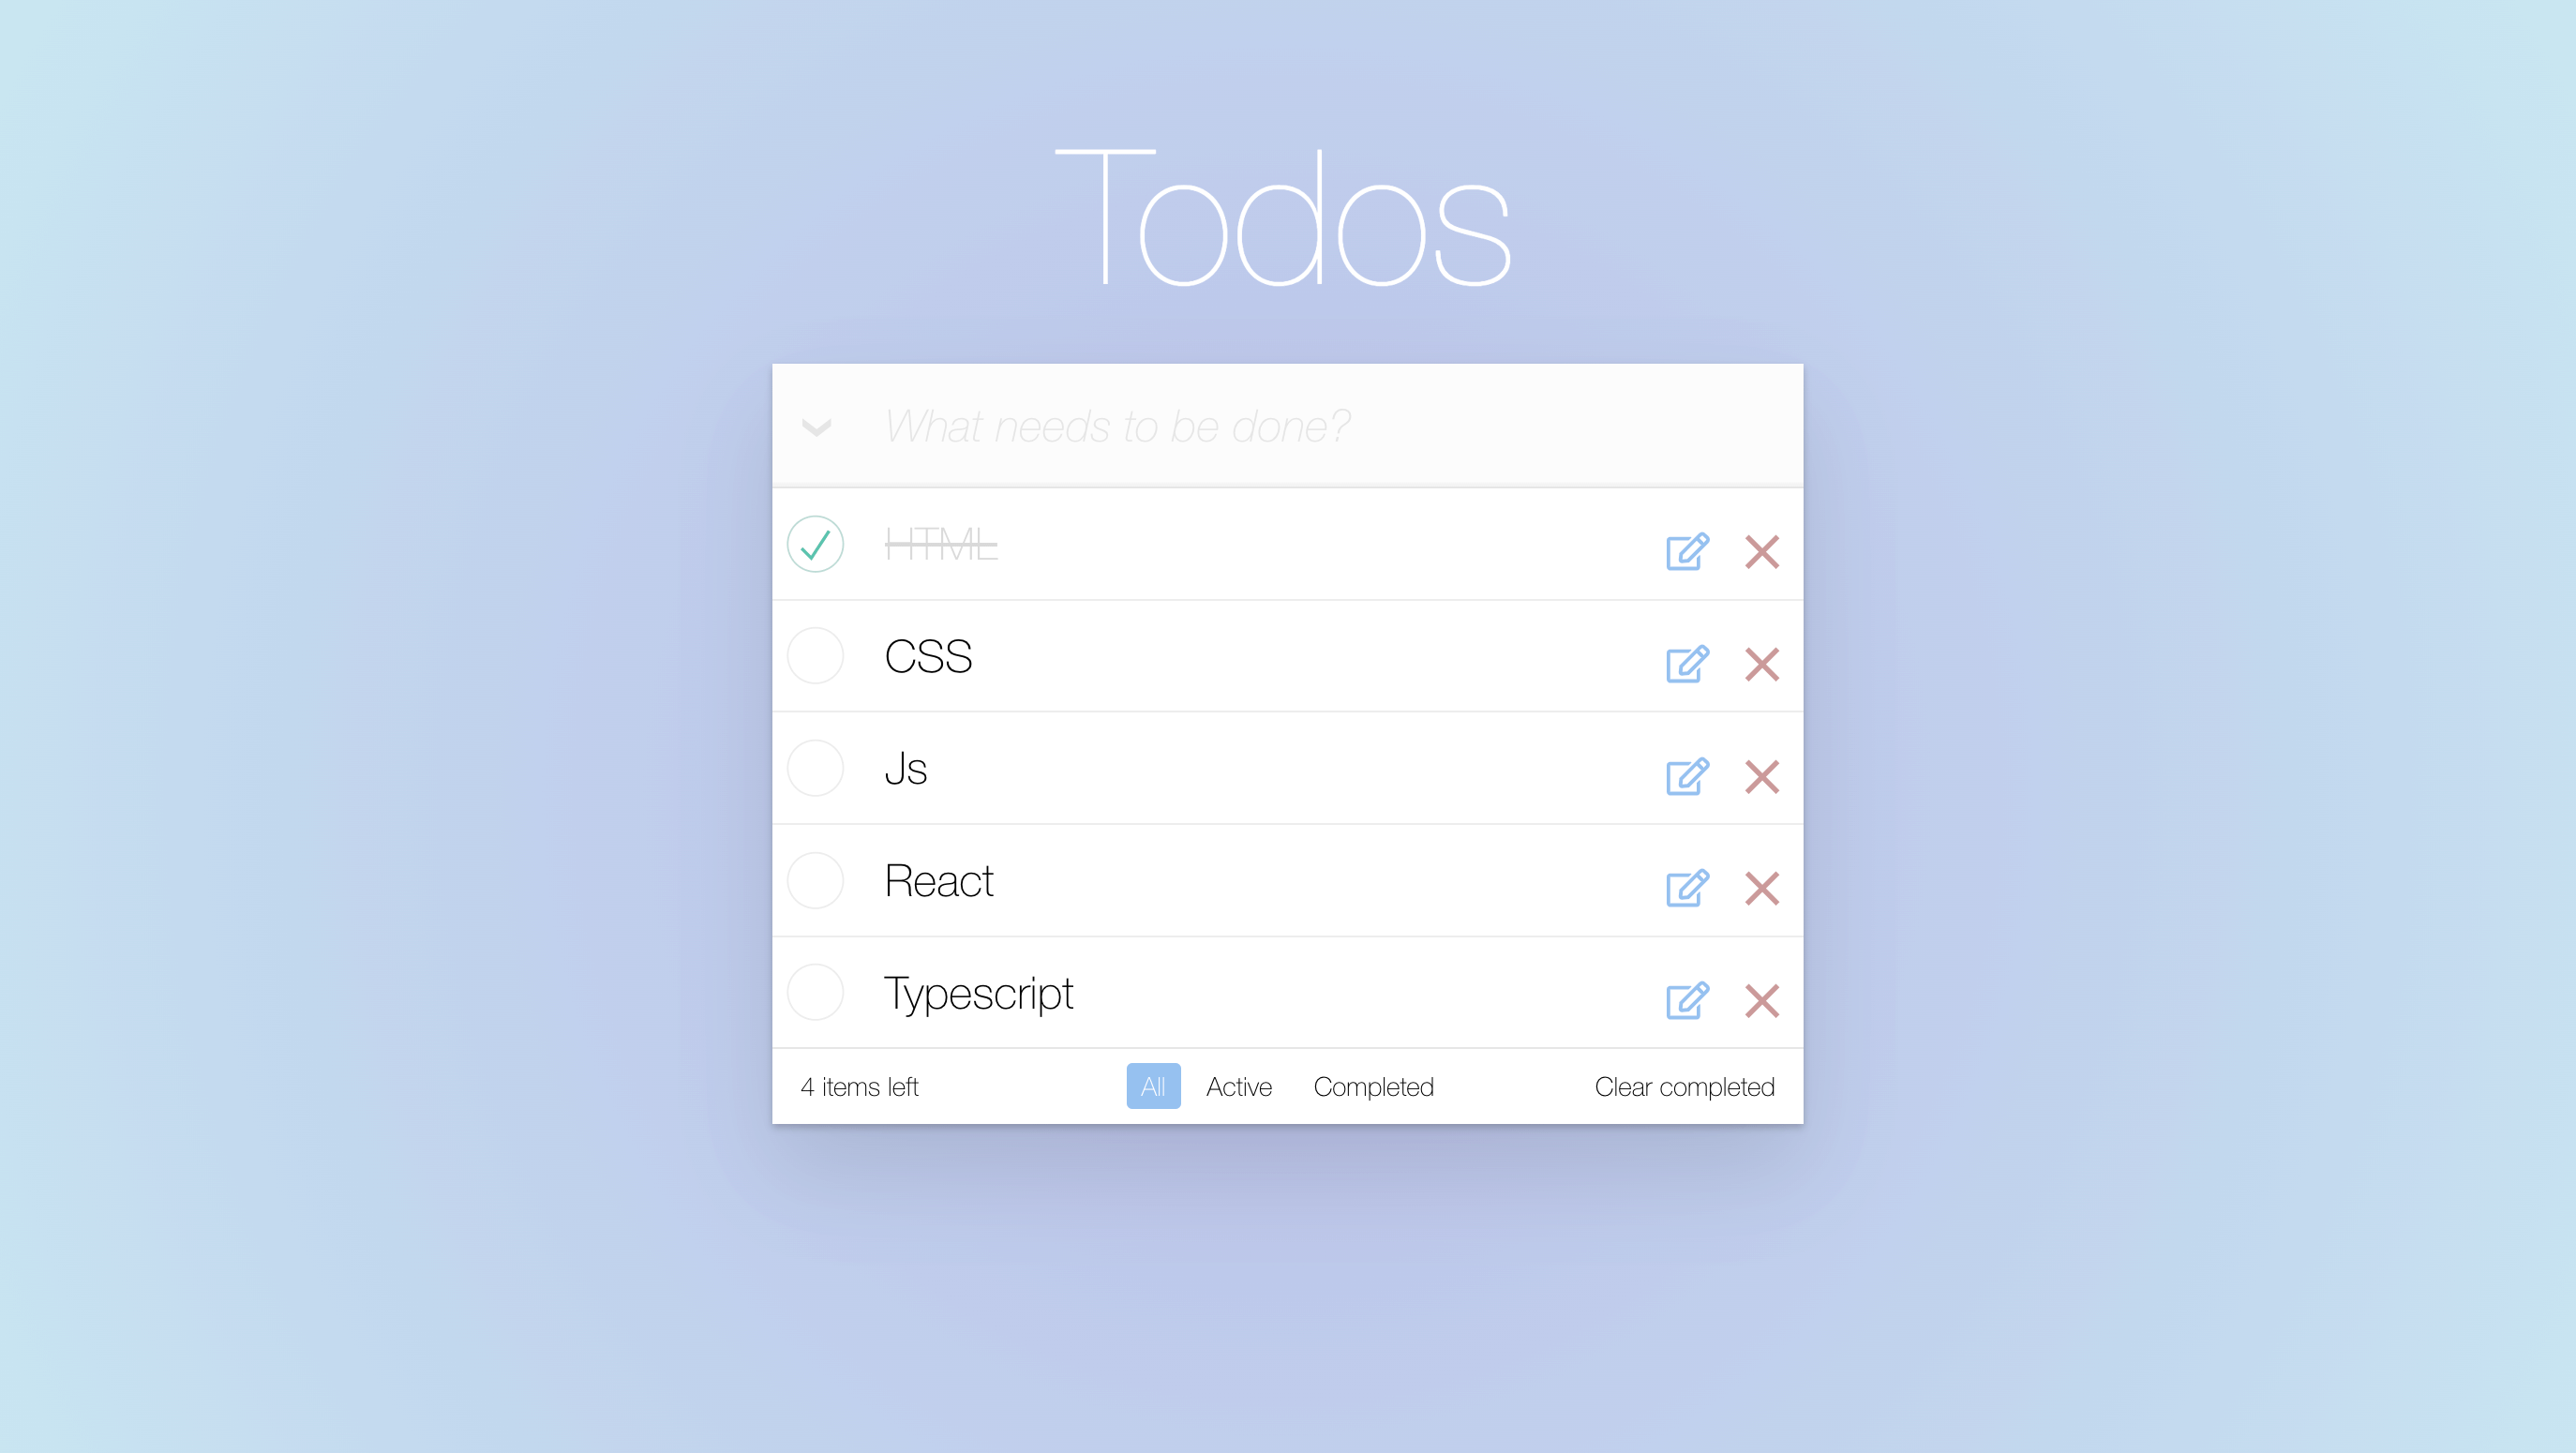 Todos
What needs to be done?
HTML
CSS
Js
React
Typescript
4 items left All Active Completed Clear completed